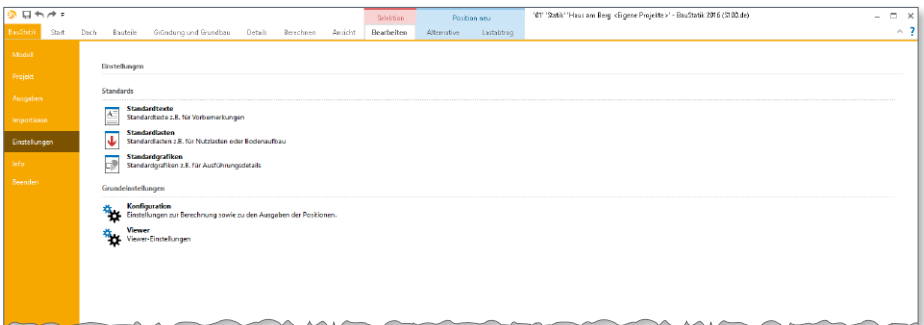 Selektion Position neu '01' 'Statik' 'Haus am Berg <Eigene Projekte>' - BauStatik 2016 (S180.de)
BauStatik Start Dach Bauteile Gründung und Grundbau Details Berechnen Ansicht Bearbeiten Alternative Lastabtrag
Modell
Projekt
Ausgaben
Importieren
Einstellungen
Info
Beenden
Einstellungen
Standards
Standardtexte
Standardtexte z.B. für Vorbemerkungen
Standardlasten
Standardlasten z.B. für Nutzlasten oder Bodenaufbau
Standardgrafiken
Standardgrafiken z.B. für Ausführungsdetails
Grundeinstellungen
Konfiguration
Einstellungen zur Berechnung sowie zu den Ausgaben der Positionen.
Viewer
Viewer-Einstellungen